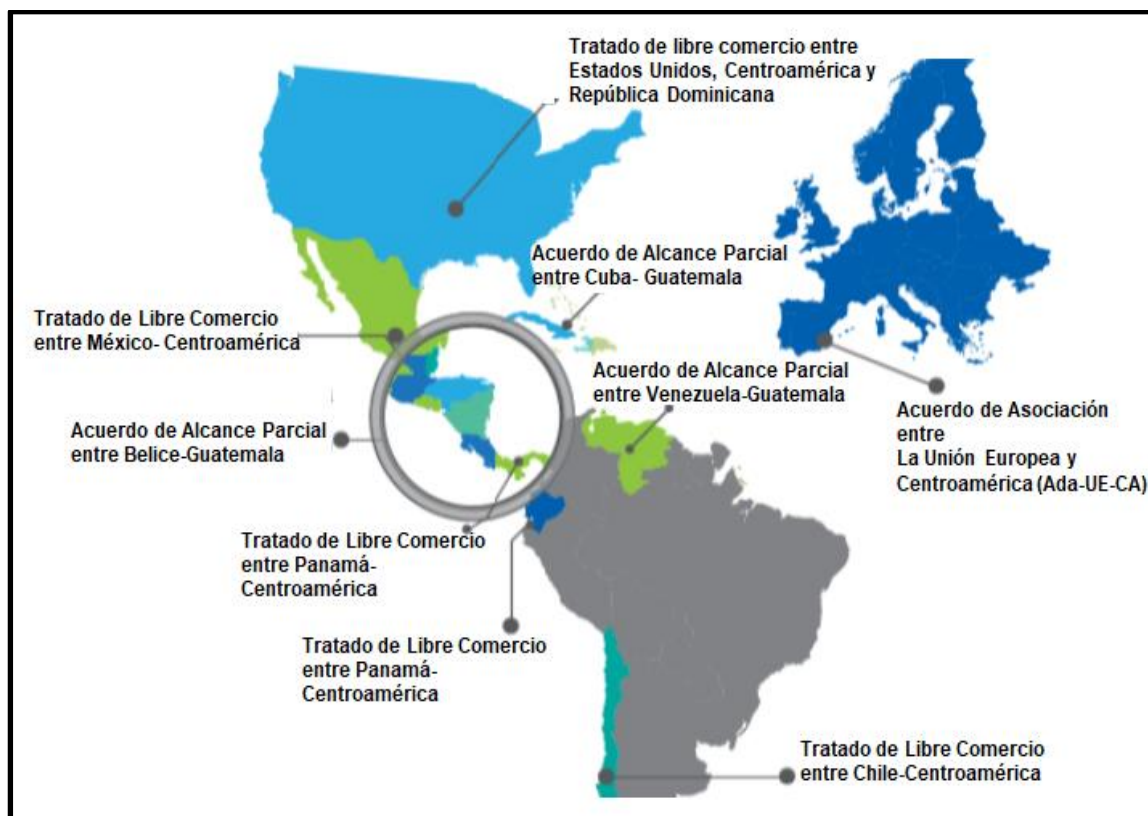 Tratado de libre comercio entre
Estados Unidos, Centroamérica y
República Dominicana
Acuerdo de Alcance Parcial
entre Cuba- Guatemala
Tratado de Libre Comercio
entre México- Centroamérica
Acuerdo de Alcance Parcial
entre Venezuela-Guatemala
Acuerdo de Asociación
entre
La Unión Europea y
Centroamérica (Ada-UE-CA)
Acuerdo de Alcance Parcial
entre Belice-Guatemala
Tratado de Libre Comercio
entre Panamá-
Centroamérica
Tratado de Libre Comercio
entre Panamá-
Centroamérica
Tratado de Libre Comercio
entre Chile-Centroamérica